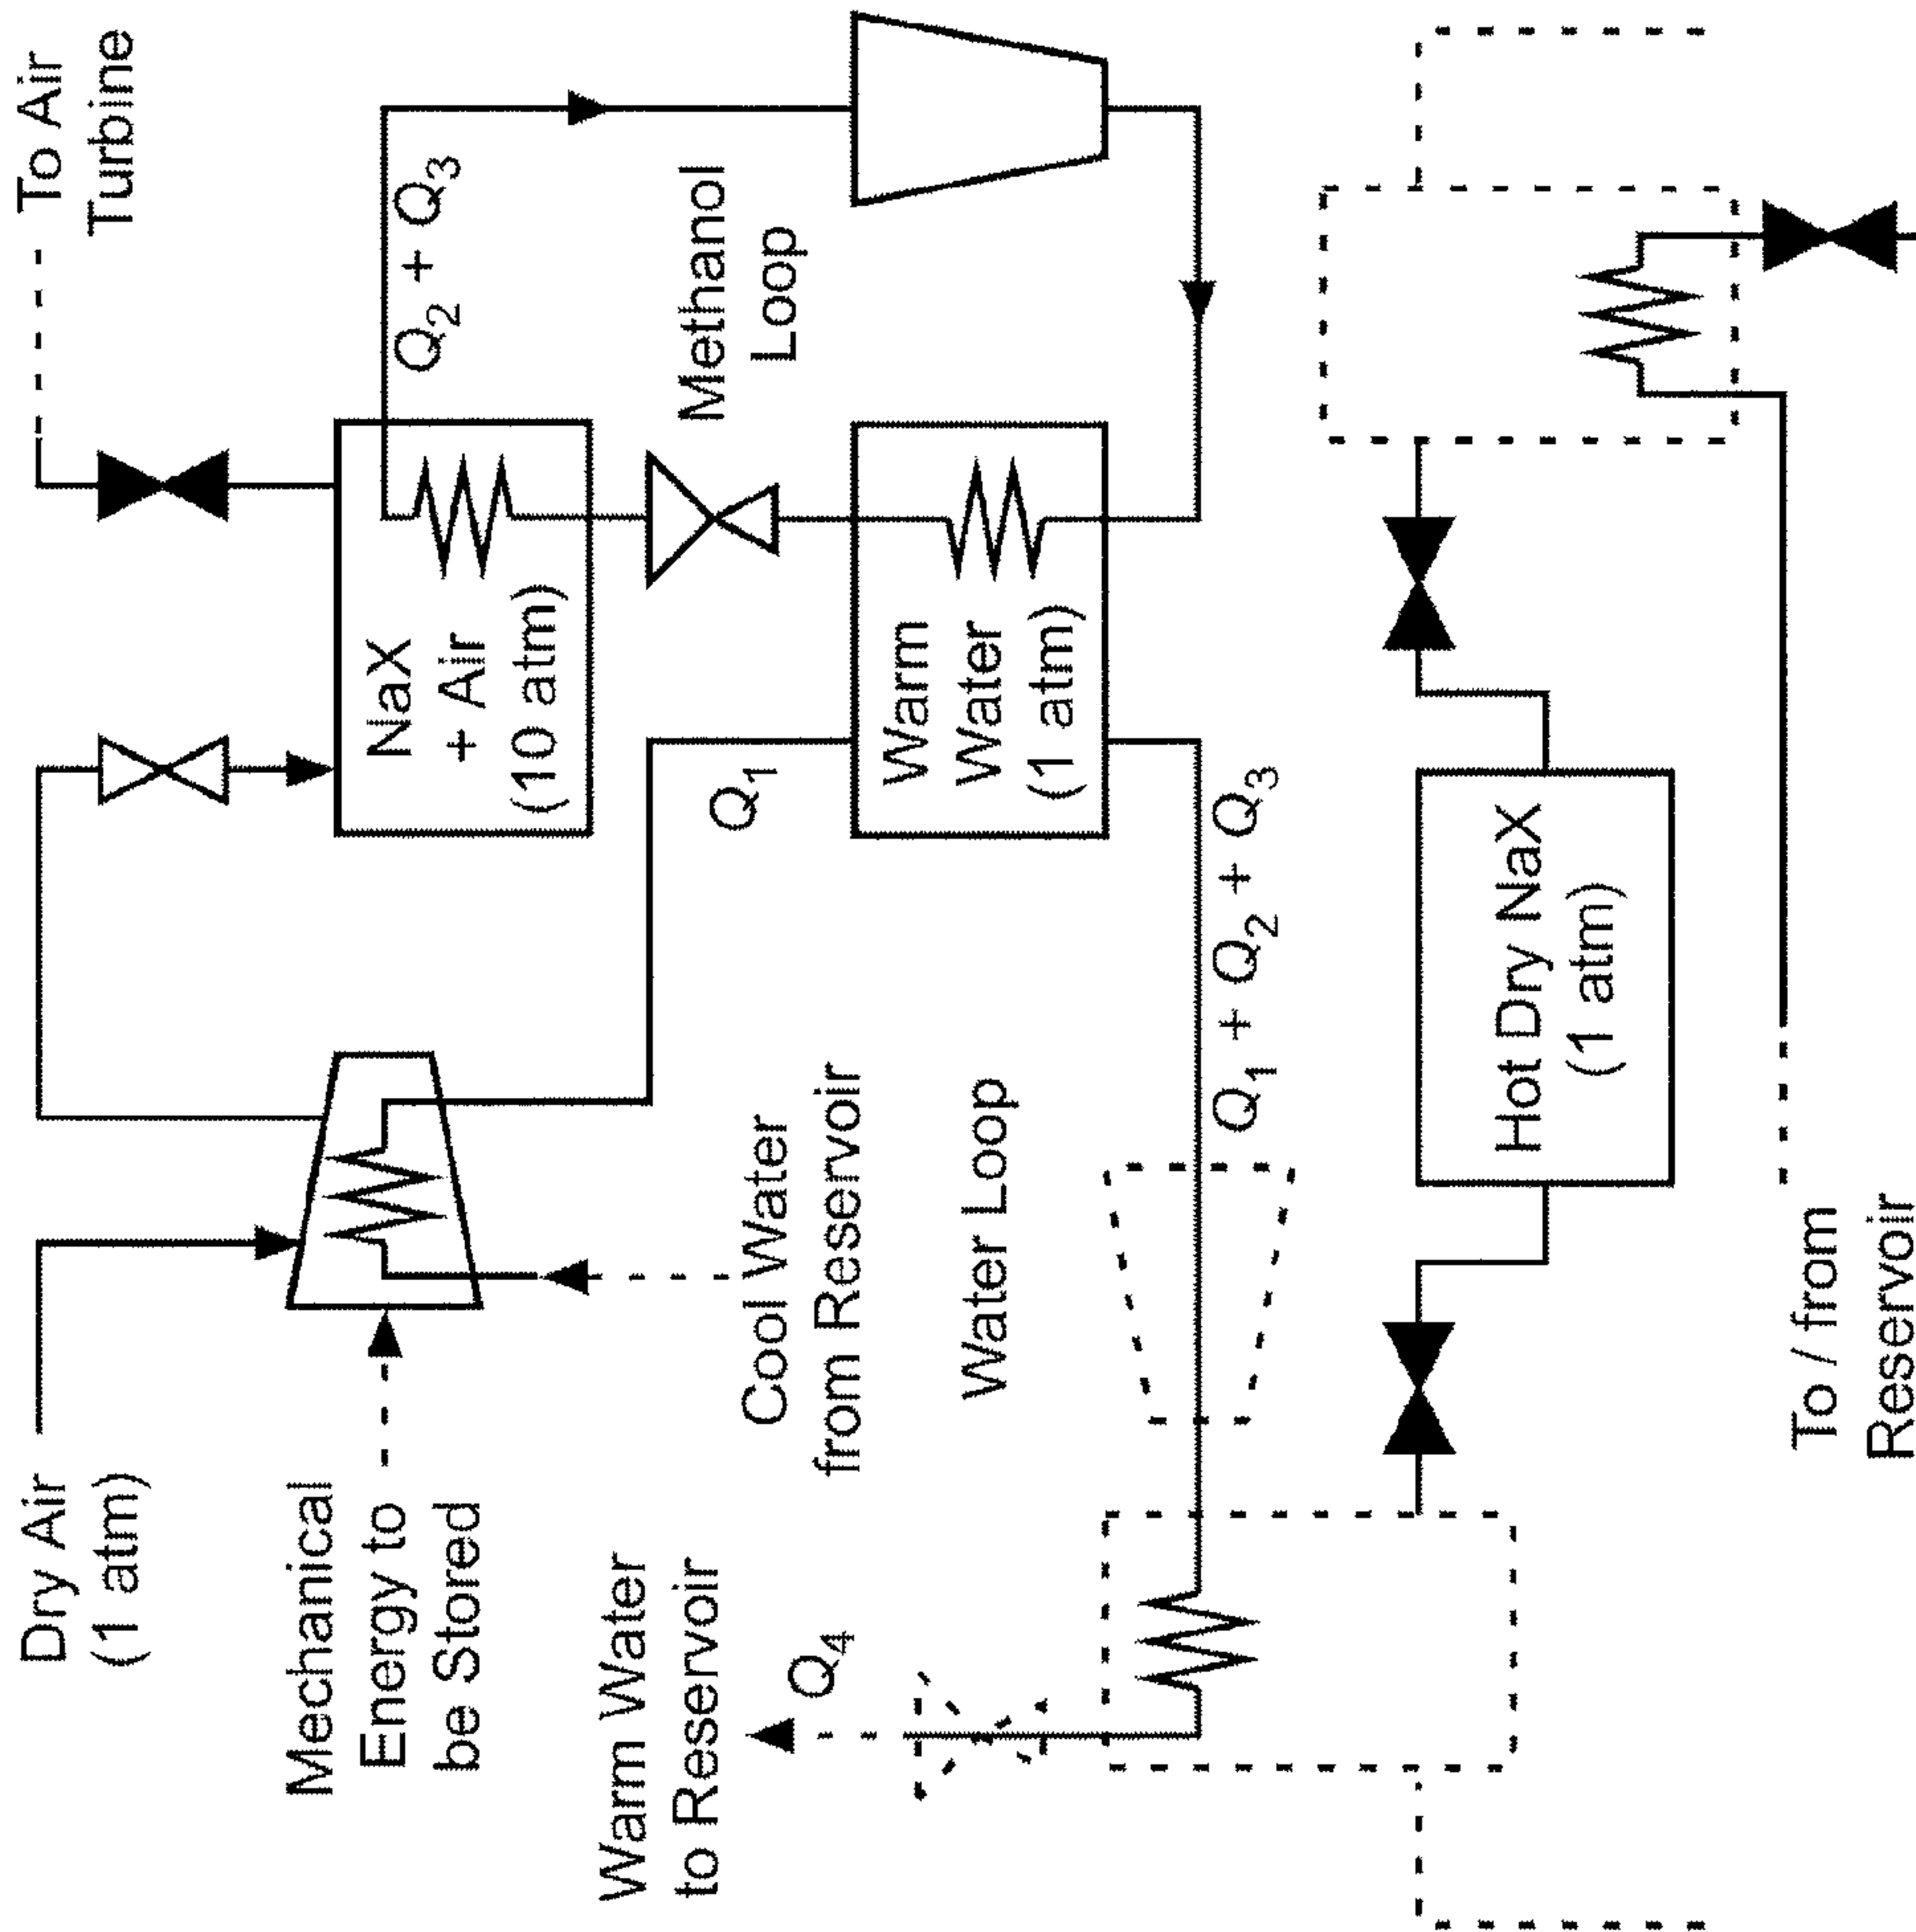 Dry Air
(1 atm)
To Air
Turbine
Mechanical
Energy to
be Stored
NaX
+ Air
(10 atm)
Q₂ + Q₃
Methanol
Loop
Warm Water
to Reservoir
Cool Water
from Reservoir
Q₁
Q₄
Water Loop
Warm
Water
(1 atm)
Q₁ + Q₂ + Q₃
Hot Dry NaX
(1 atm)
To / from
Reservoir